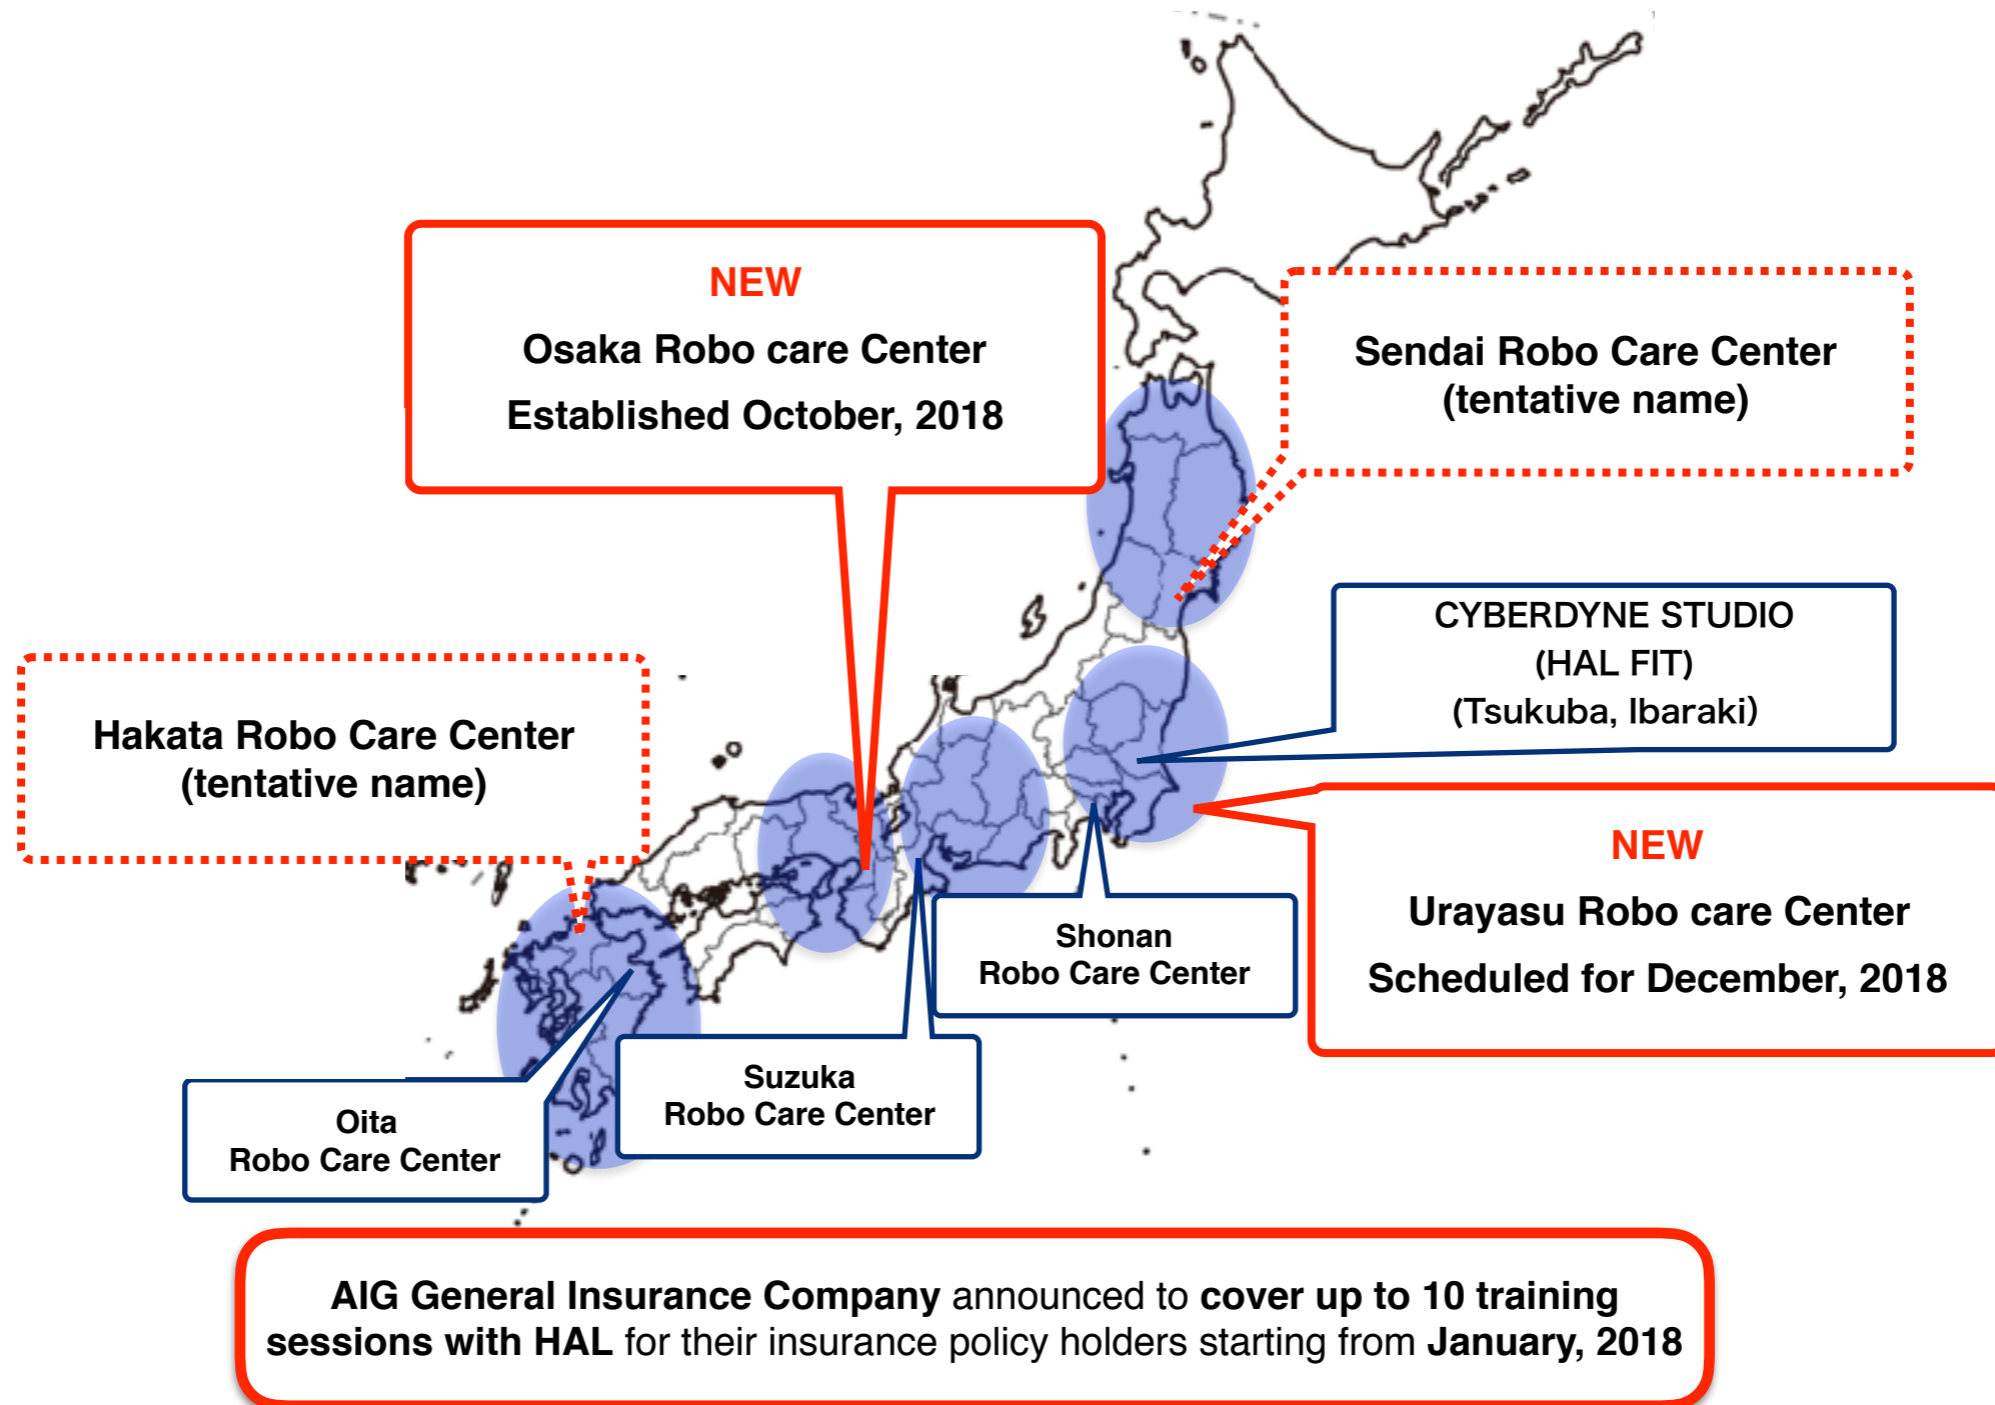 NEW
Osaka Robo care Center
Established October, 2018
Sendai Robo Care Center
(tentative name)
CYBERDYNE STUDIO
(HAL FIT)
(Tsukuba, Ibaraki)
Hakata Robo Care Center
(tentative name)
NEW
Urayasu Robo care Center
Scheduled for December, 2018
Shonan
Robo Care Center
Suzuka
Robo Care Center
Oita
Robo Care Center
AIG General Insurance Company announced to cover up to 10 training
sessions with HAL for their insurance policy holders starting from January, 2018